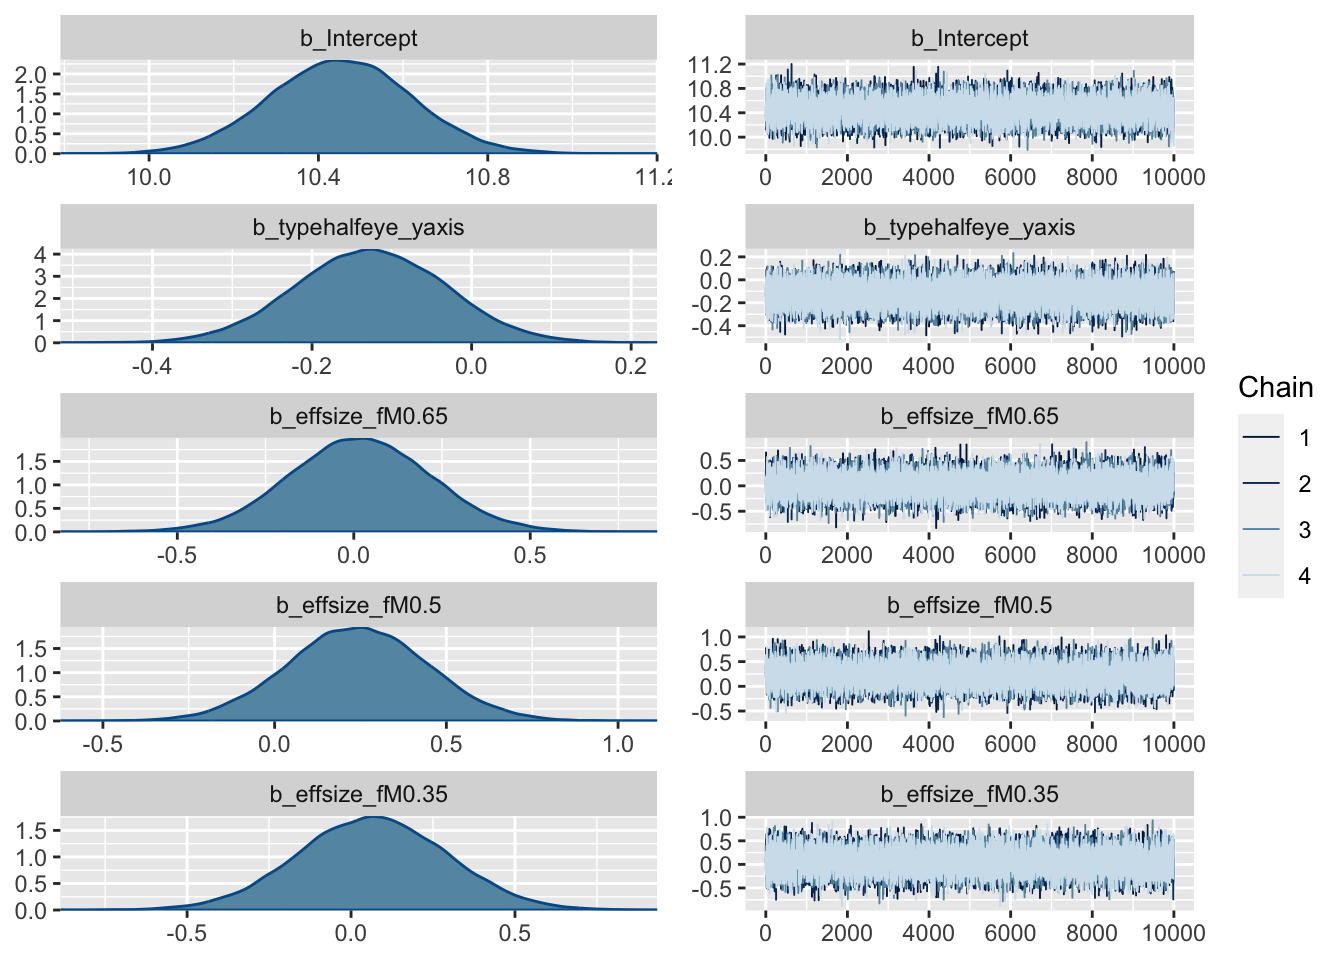 b_Intercept
2.0
1.5
1.0
0.5
0.0
10.0 10.4 10.8 11.2
b_Intercept
11.2
10.8
10.4
10.0
0 2000 4000 6000 8000 10000
b_typehalfeye_yaxis
4
3
2
1
0
-0.4 -0.2 0.0 0.2
b_typehalfeye_yaxis
0.2
0.0
-0.2
-0.4
0 2000 4000 6000 8000 10000
b_effsize_fM0.65
1.5
1.0
0.5
0.0
-0.5 0.0 0.5
b_effsize_fM0.65
0.5
0.0
-0.5
0 2000 4000 6000 8000 10000
b_effsize_fM0.5
1.5
1.0
0.5
0.0
-0.5 0.0 0.5 1.0
b_effsize_fM0.5
1.0
0.5
0.0
-0.5
0 2000 4000 6000 8000 10000
b_effsize_fM0.35
1.5
1.0
0.5
0.0
-0.5 0.0 0.5
b_effsize_fM0.35
1.0
0.5
0.0
-0.5
0 2000 4000 6000 8000 10000
Chain
1
2
3
4